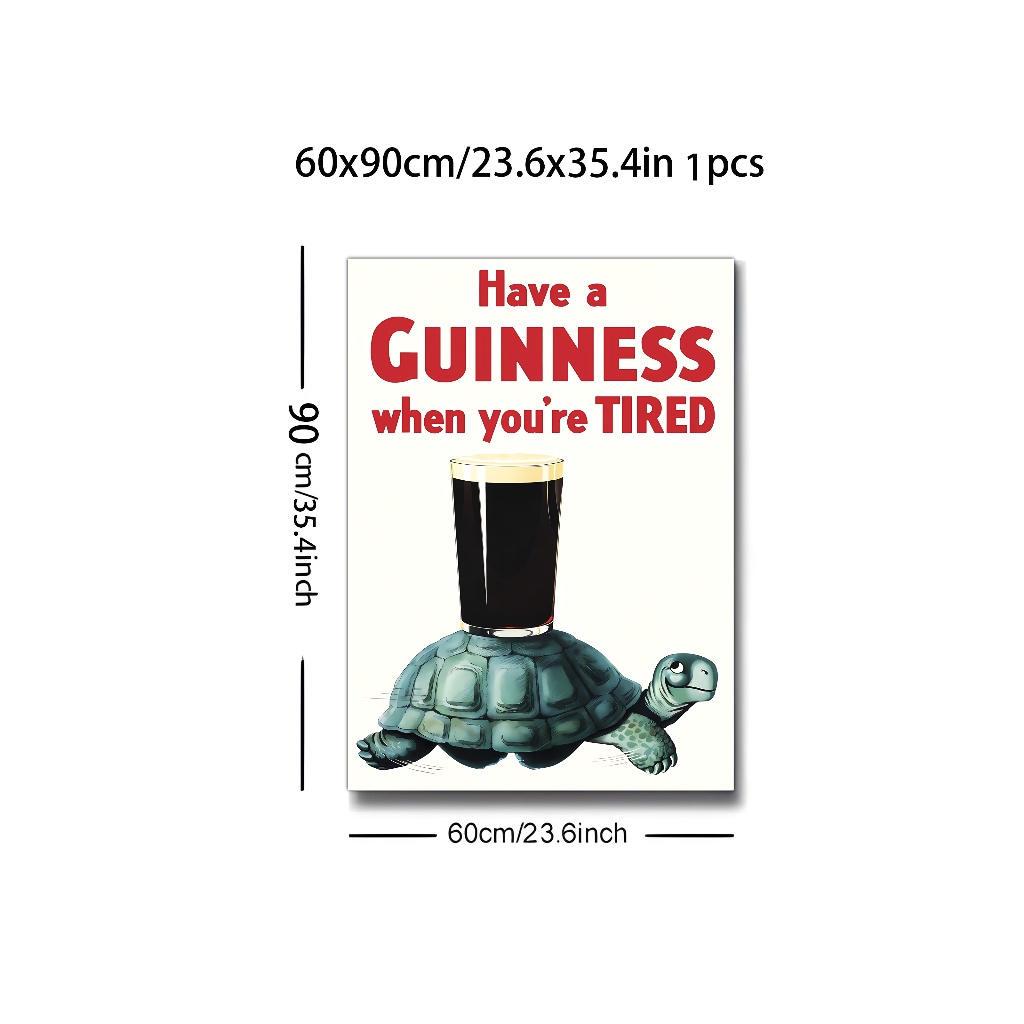 60x90cm/23.6x35.4in 1pcs
Have a
GUINNESS
when you're TIRED
90 cm/35.4inch
60cm/23.6inch